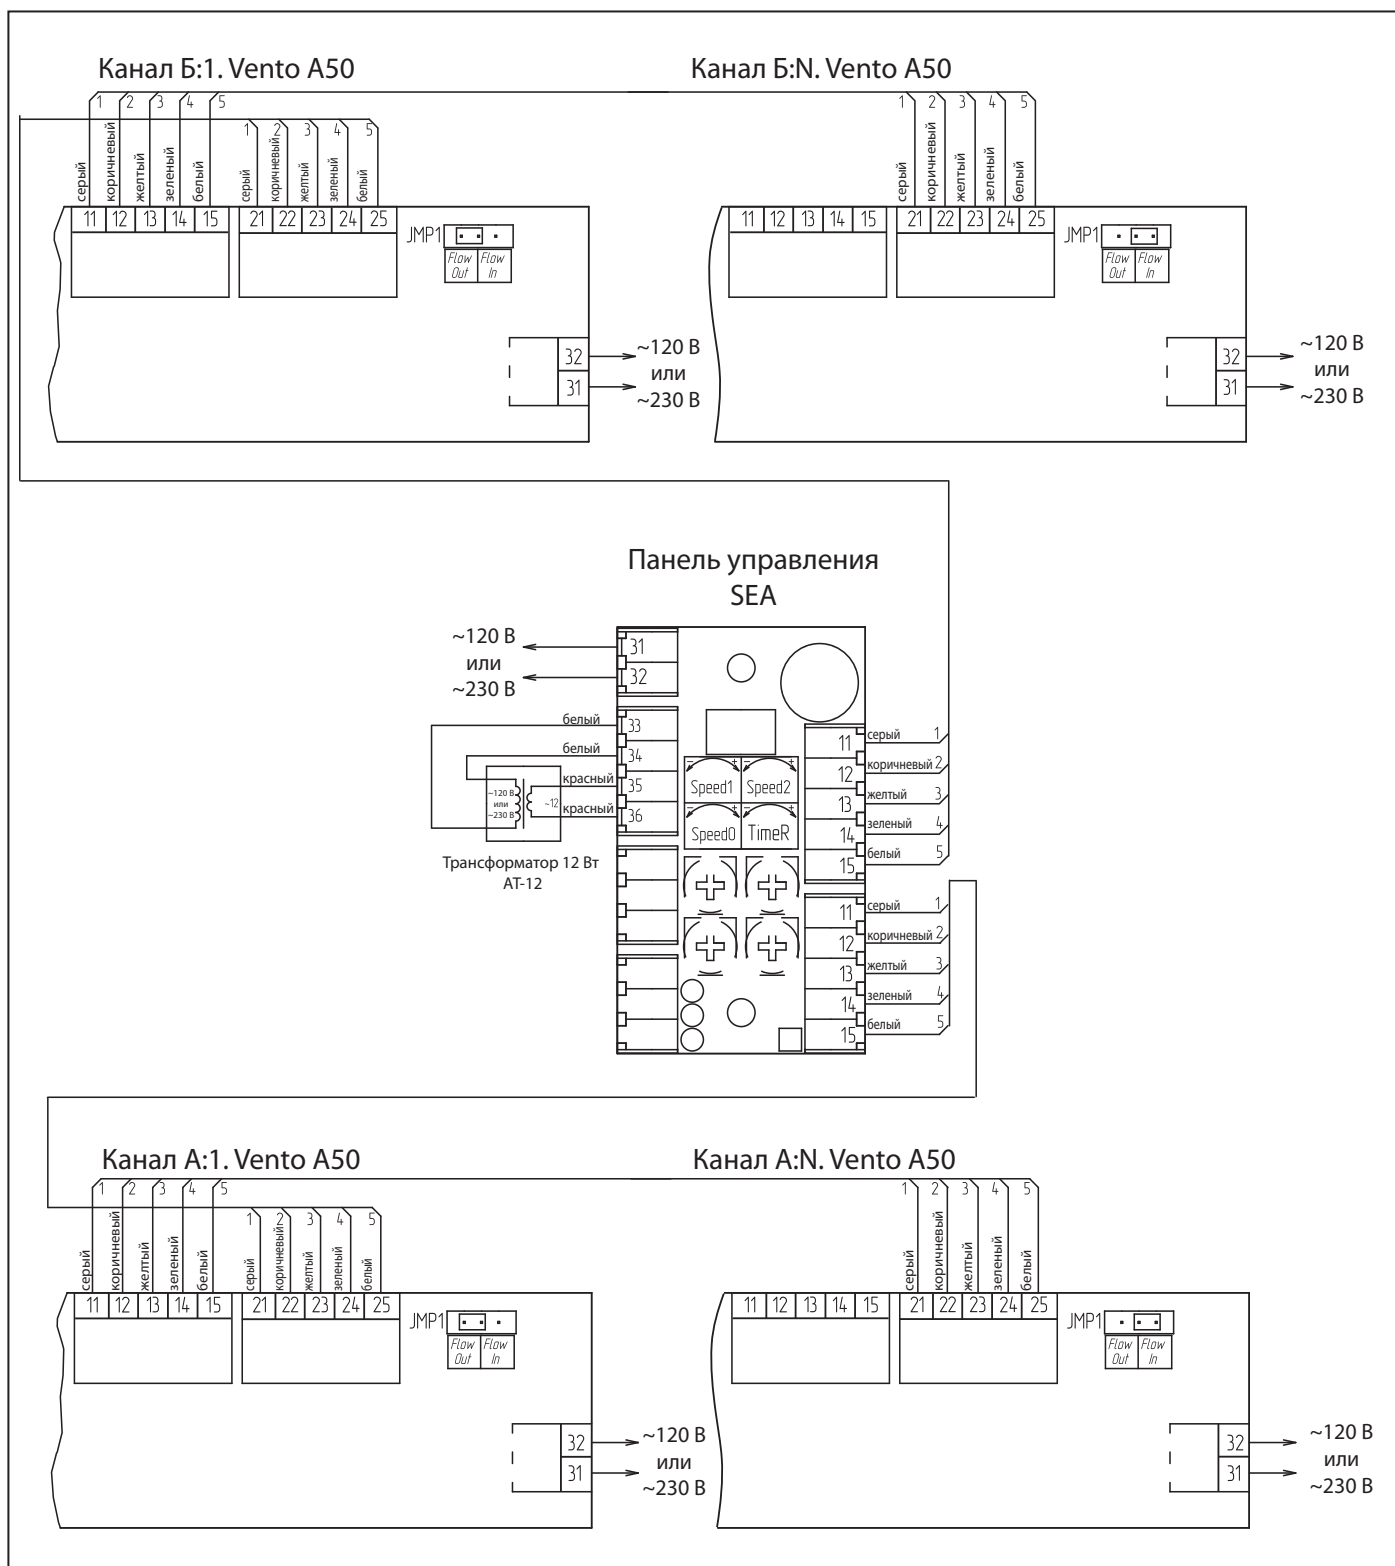 Канал Б:1. Vento A50
Канал Б:N. Vento A50
1 2 3 4 5
1 2 3 4 5
1 2 3 4 5
серый
коричневый
желтый
зеленый
белый
серый
коричневый
желтый
зеленый
белый
серый
коричневый
желтый
зеленый
белый
11 12 13 14 15
21 22 23 24 25
JMP1
Flow Out
Flow In
11 12 13 14 15
21 22 23 24 25
JMP1
Flow Out
Flow In
32
31
~120 В
или
~230 В
32
31
~120 В
или
~230 В
Панель управления
SEA
~120 В
или
~230 В
31
32
белый
33
белый
34
красный
35
красный
36
~120 В
или
~230 В
~12
Трансформатор 12 Вт
АТ-12
Speed1
Speed2
Speed0
TimeR
- +
- +
- +
- +
11 серый 1
12 коричневый 2
13 желтый 3
14 зеленый 4
15 белый 5
11 серый 1
12 коричневый 2
13 желтый 3
14 зеленый 4
15 белый 5
Канал А:1. Vento A50
Канал А:N. Vento A50
1 2 3 4 5
1 2 3 4 5
1 2 3 4 5
серый
коричневый
желтый
зеленый
белый
серый
коричневый
желтый
зеленый
белый
серый
коричневый
желтый
зеленый
белый
11 12 13 14 15
21 22 23 24 25
JMP1
Flow Out
Flow In
11 12 13 14 15
21 22 23 24 25
JMP1
Flow Out
Flow In
32
31
~120 В
или
~230 В
32
31
~120 В
или
~230 В